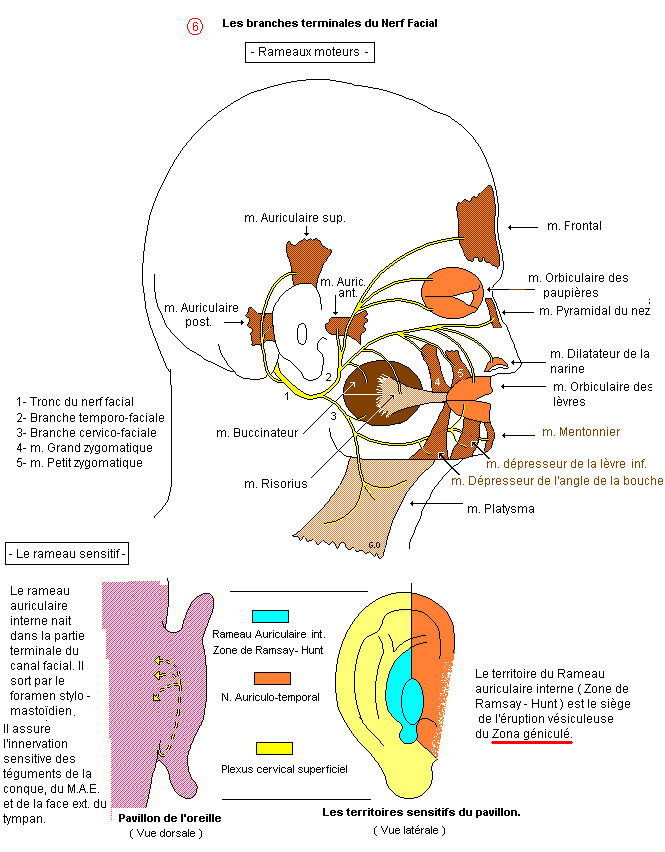 6 Les branches terminales du Nerf Facial
- Rameaux moteurs -
m. Auriculaire sup.
m. Frontal
m. Auric.
ant.
m. Orbiculaire des
paupières
m. Auriculaire
post.
m. Pyramidal du nez
m. Dilatateur de la
narine
m. Orbiculaire des
lèvres
1
2
3
4
5
1- Tronc du nerf facial
2- Branche temporo-faciale
3- Branche cervico-faciale
4- m. Grand zygomatique
5- m. Petit zygomatique
m. Buccinateur
m. Mentonnier
m. dépresseur de la lèvre inf.
m. Dépresseur de l'angle de la bouche
m. Risorius
m. Platysma
G.O
- Le rameau sensitif -
Le rameau
auriculaire
interne nait
dans la partie
terminale du
canal facial. Il
sort par le
foramen stylo -
mastoïdien.
Il assure
l'innervation
sensitive des
téguments de la
conque, du M.A.E.
et de la face ext. du
tympan.
Rameau Auriculaire int.
Zone de Ramsay- Hunt
N. Auriculo-temporal
Plexus cervical superficiel
Le territoire du Rameau
auriculaire interne ( Zone de
Ramsay - Hunt ) est le siège
de l'éruption vésiculeuse
du Zona géniculé.
Pavillon de l'oreille
( Vue dorsale )
Les territoires sensitifs du pavillon.
( Vue latérale )